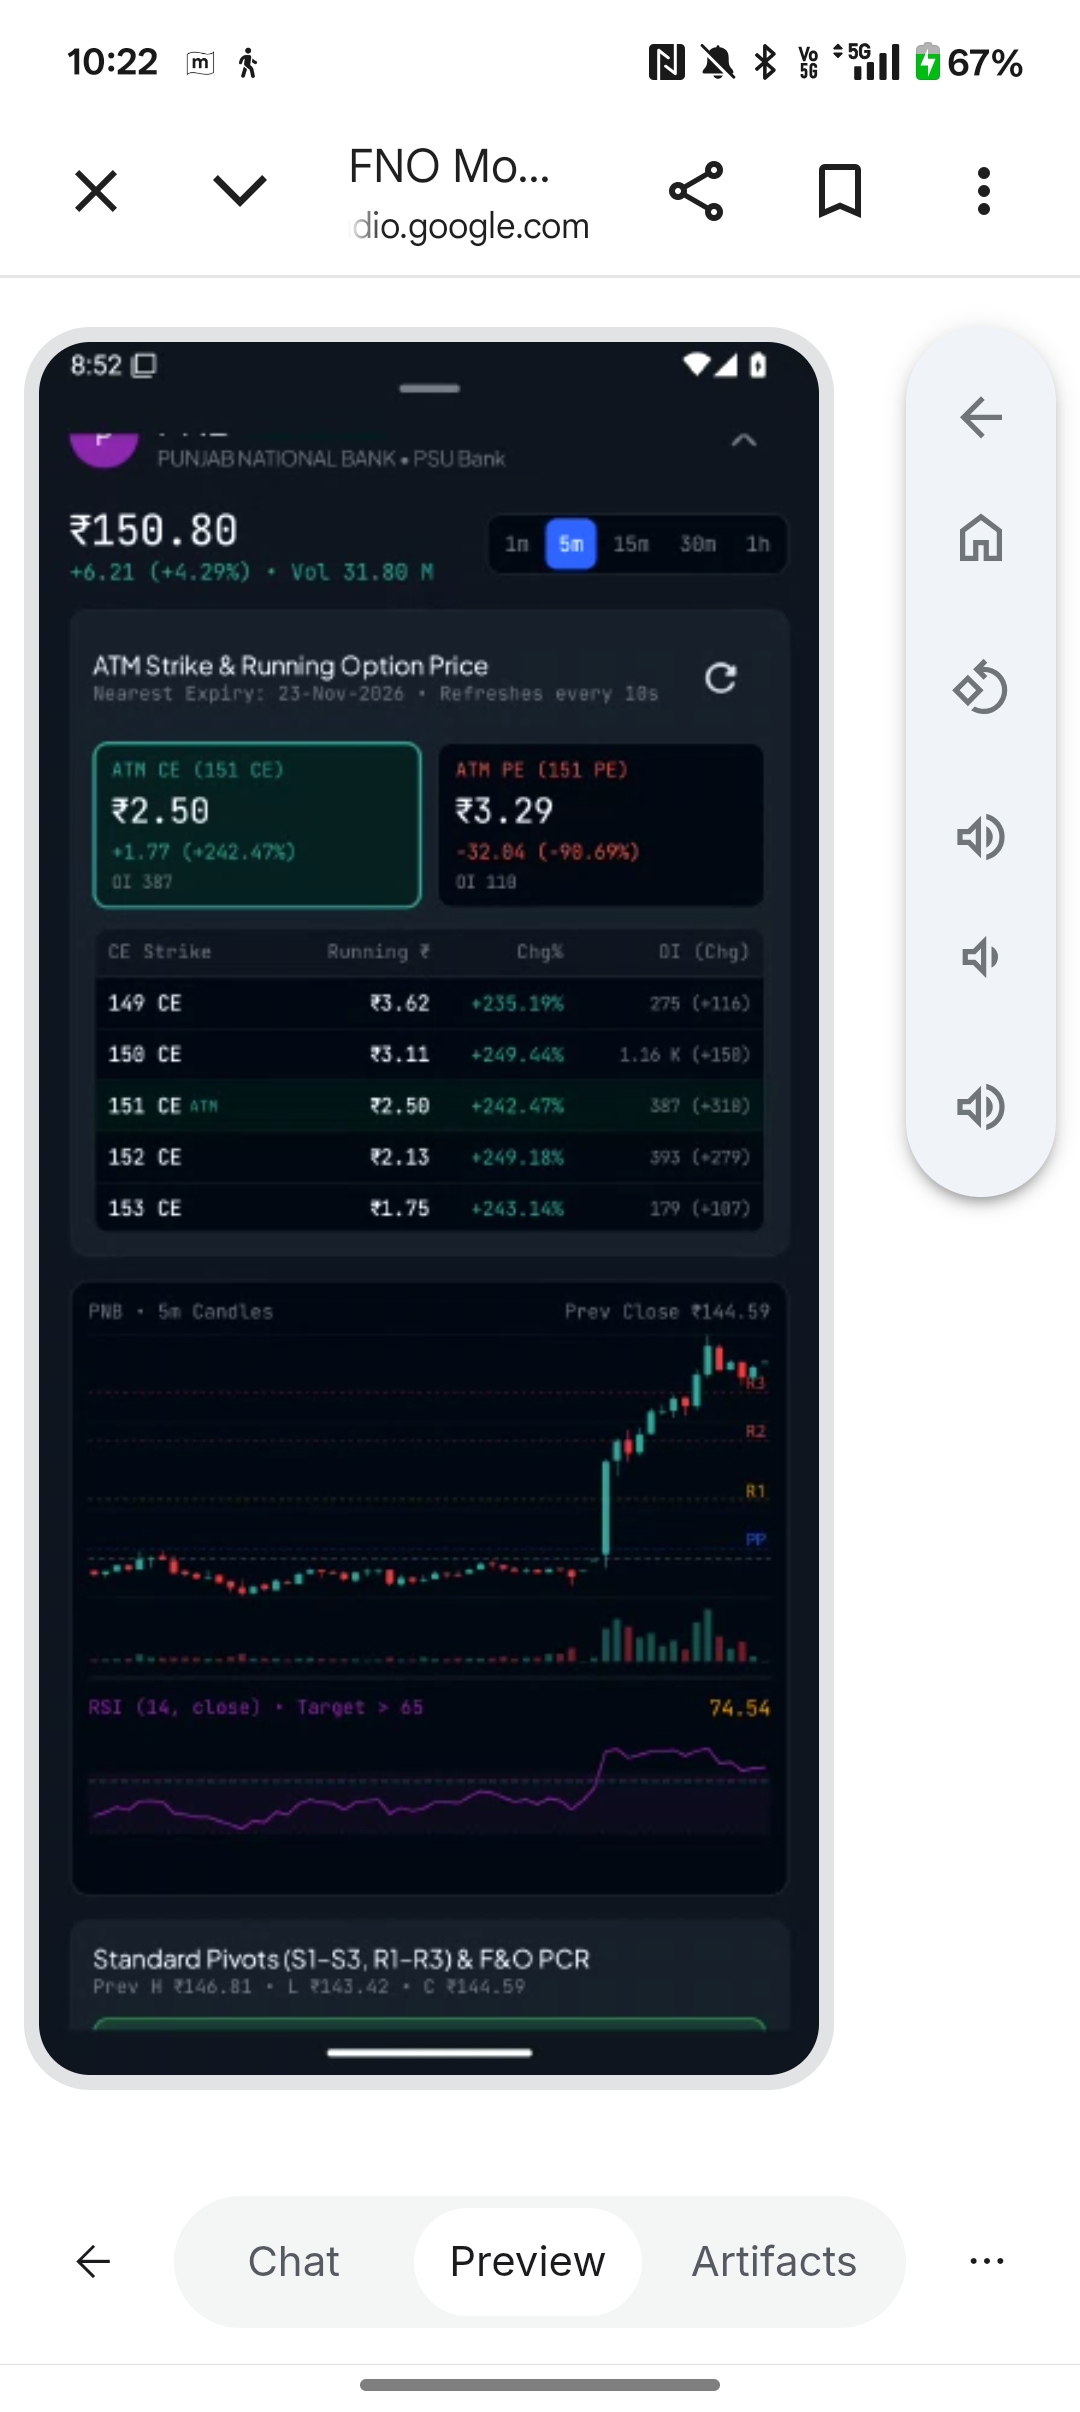 10:22
m
Vo 5G
5G
67%
FNO Mo...
dio.google.com
8:52
PUNJAB NATIONAL BANK • PSU Bank
₹150.80
+6.21 (+4.29%) • Vol 31.80 M
1m 5m 15m 30m 1h
ATM Strike & Running Option Price
Nearest Expiry: 23-Nov-2026 • Refreshes every 10s
ATM CE (151 CE)
₹2.50
+1.77 (+242.47%)
OI 387
ATM PE (151 PE)
₹3.29
-32.04 (-90.69%)
OI 110
CE Strike Running ₹ Chg% OI (Chg)
149 CE ₹3.62 +235.19% 275 (+116)
150 CE ₹3.11 +249.44% 1.16 K (+150)
151 CE ATM ₹2.50 +242.47% 387 (+310)
152 CE ₹2.13 +249.18% 393 (+279)
153 CE ₹1.75 +243.14% 179 (+107)
PNB • 5m Candles Prev Close ₹144.59
R3
R2
R1
PP
RSI (14, close) • Target > 65 74.54
Standard Pivots (S1–S3, R1–R3) & F&O PCR
Prev H ₹146.81 • L ₹143.42 • C ₹144.59
Chat Preview Artifacts